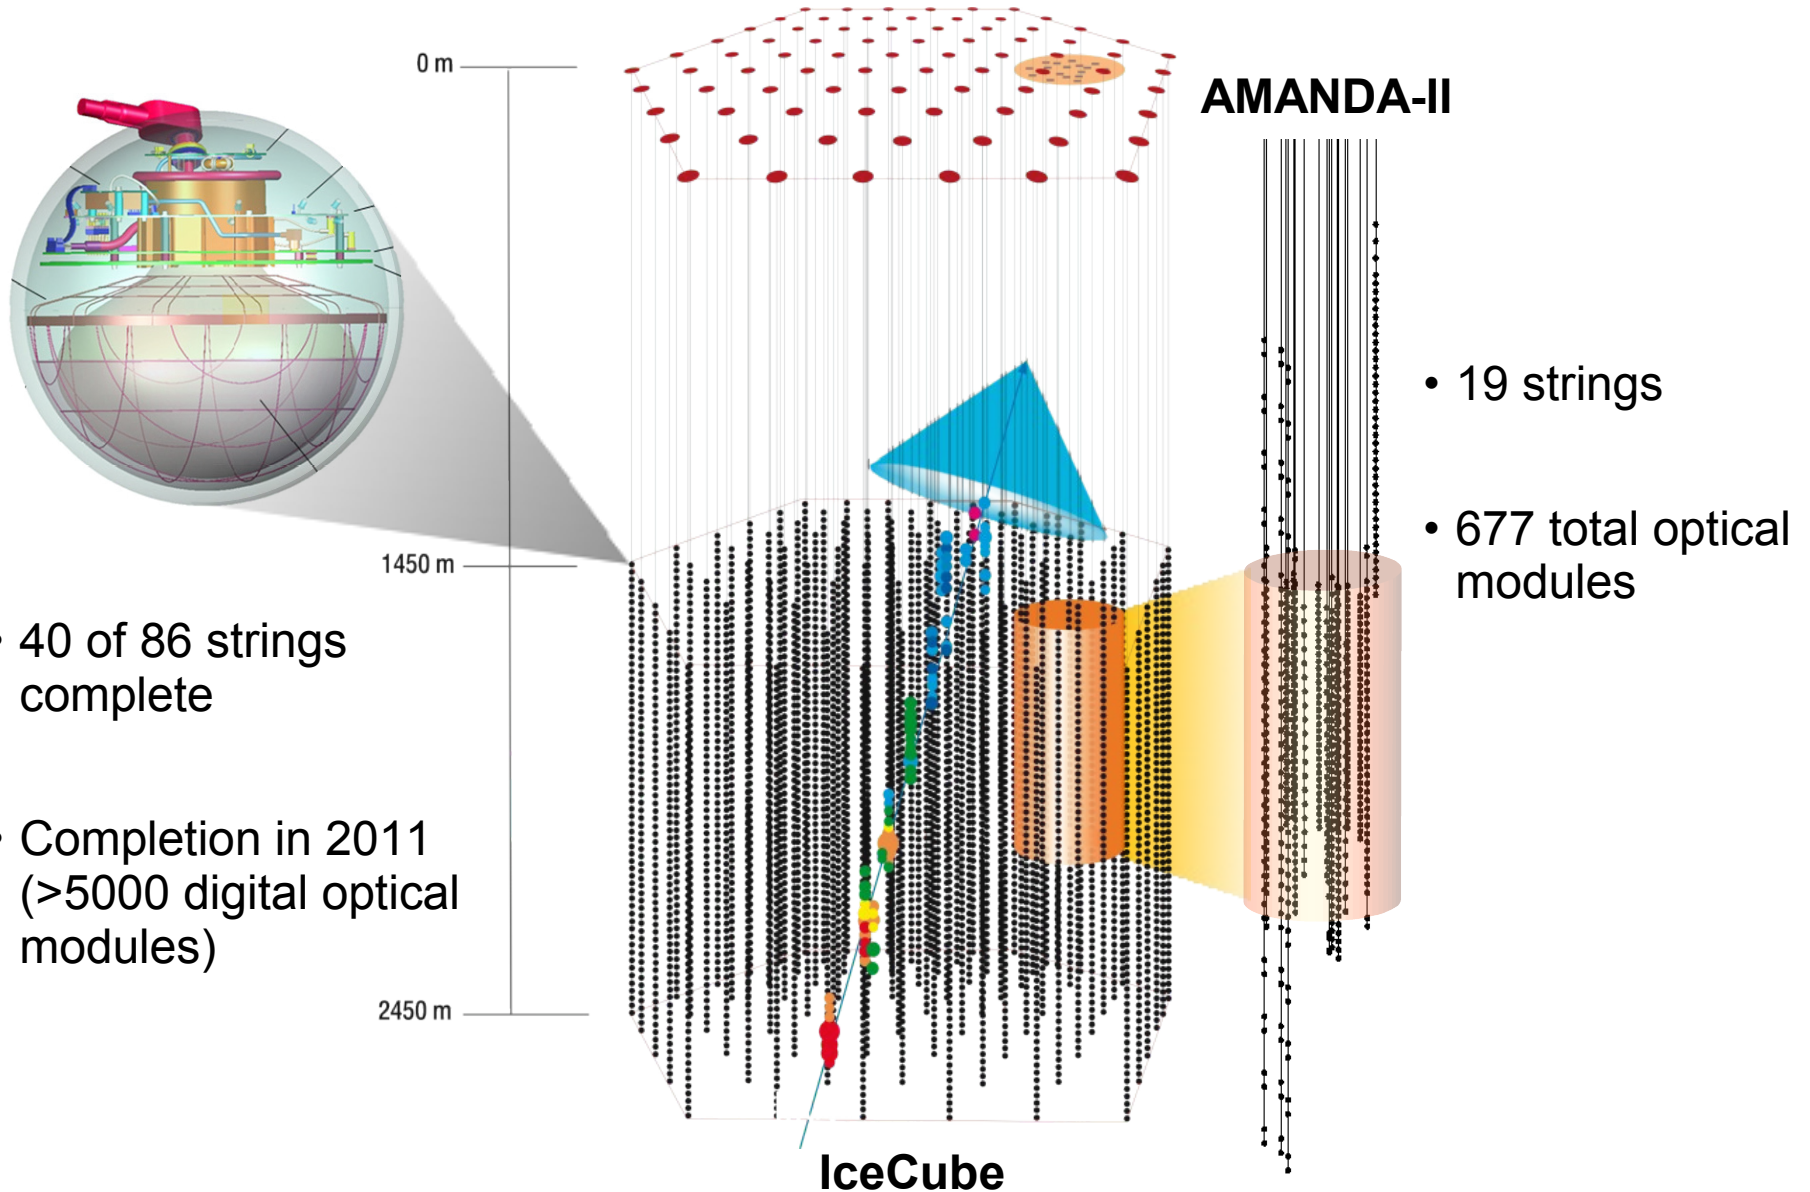 0 m
AMANDA-II
• 19 strings
1450 m
• 677 total optical
modules
• 40 of 86 strings
complete
• Completion in 2011
(>5000 digital optical
modules)
2450 m
IceCube